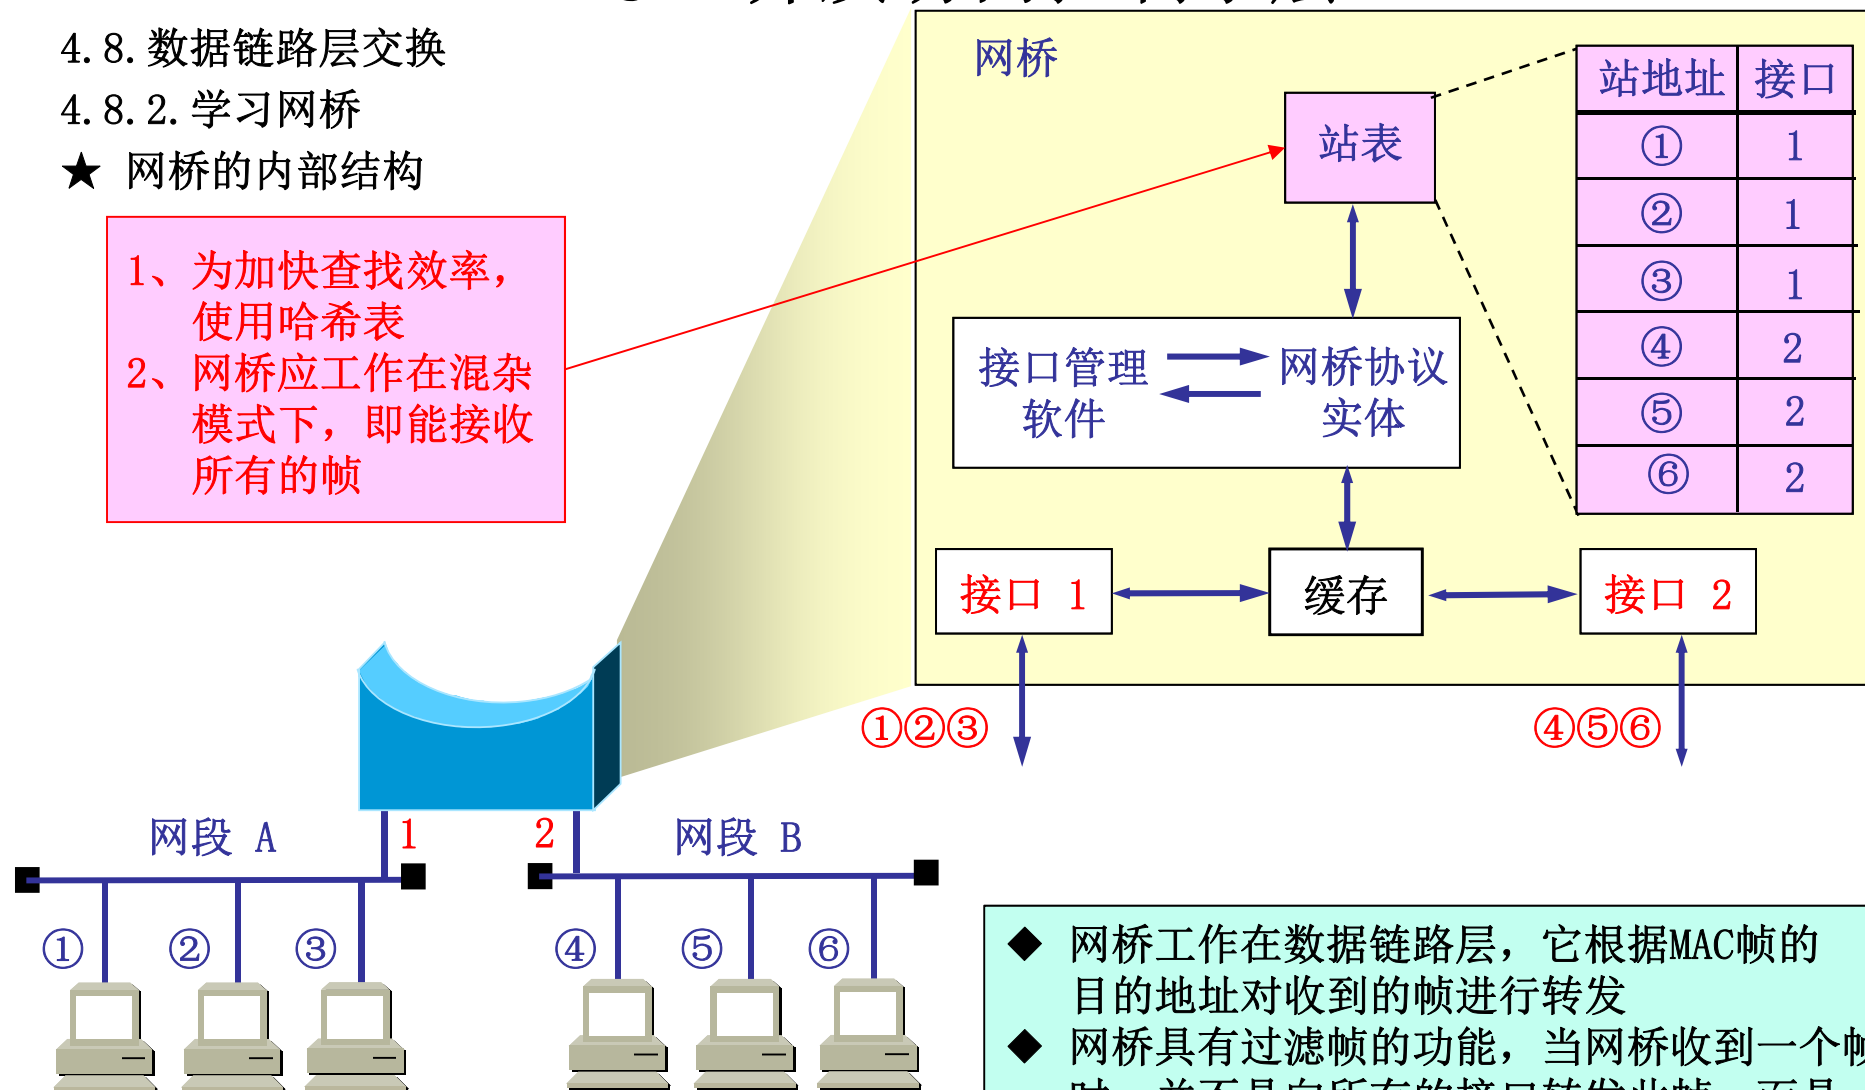 4.8.数据链路层交换
4.8.2.学习网桥
★ 网桥的内部结构
1、为加快查找效率，
使用哈希表
2、网桥应工作在混杂
模式下，即能接收
所有的帧
网桥
站表
站地址 接口
① 1
② 1
③ 1
④ 2
⑤ 2
⑥ 2
接口管理
软件
网桥协议
实体
接口 1
缓存
接口 2
①②③
④⑤⑥
网段 A
1
2
网段 B
①
②
③
④
⑤
⑥
◆ 网桥工作在数据链路层，它根据MAC帧的
目的地址对收到的帧进行转发
◆ 网桥具有过滤帧的功能，当网桥收到一个帧